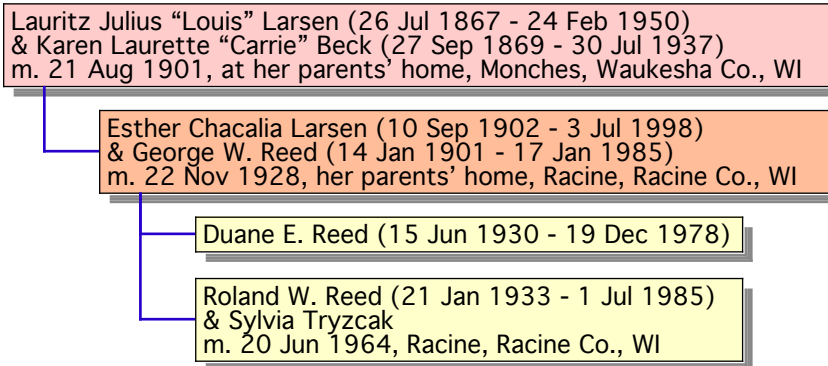 Lauritz Julius “Louis” Larsen (26 Jul 1867 - 24 Feb 1950)
& Karen Laurette “Carrie” Beck (27 Sep 1869 - 30 Jul 1937)
m. 21 Aug 1901, at her parents’ home, Monches, Waukesha Co., WI
Esther Chacalia Larsen (10 Sep 1902 - 3 Jul 1998)
& George W. Reed (14 Jan 1901 - 17 Jan 1985)
m. 22 Nov 1928, her parents’ home, Racine, Racine Co., WI
Duane E. Reed (15 Jun 1930 - 19 Dec 1978)
Roland W. Reed (21 Jan 1933 - 1 Jul 1985)
& Sylvia Tryzcak
m. 20 Jun 1964, Racine, Racine Co., WI